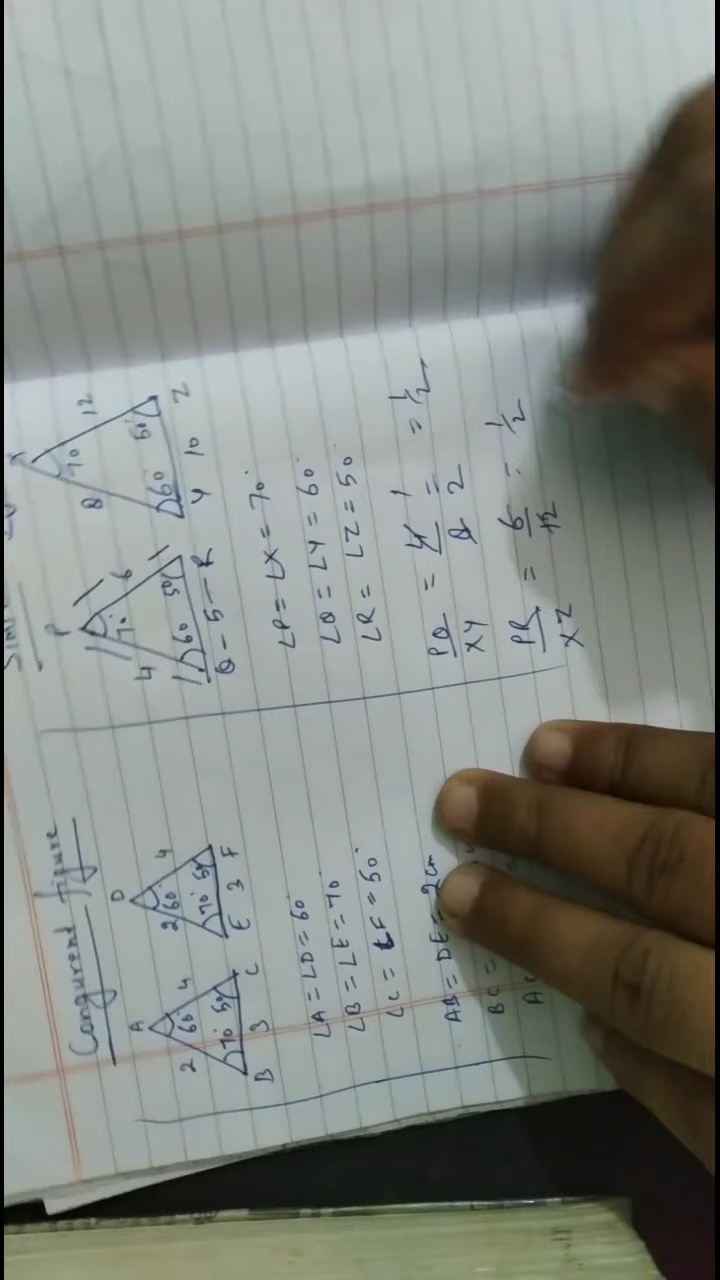 Congurend figure
A
D
2 60° 4
2 60° 4
70° 50
70° 50
B 3 C
E 3 F
∠A = ∠D = 60°
∠B = ∠E = 70
∠C = ∠F = 50°
AB = DE = 2cm
BC =
P
4 70° 6
60 50
Q - 5 - R
8 70 12
60 50
Y 10 Z
∠P = ∠X = 70°
∠Q = ∠Y = 60°
∠R = ∠Z = 50
PQ/XY = 4/8 1/2 = = 1/2
PR/XZ = 6/12 = 1/2